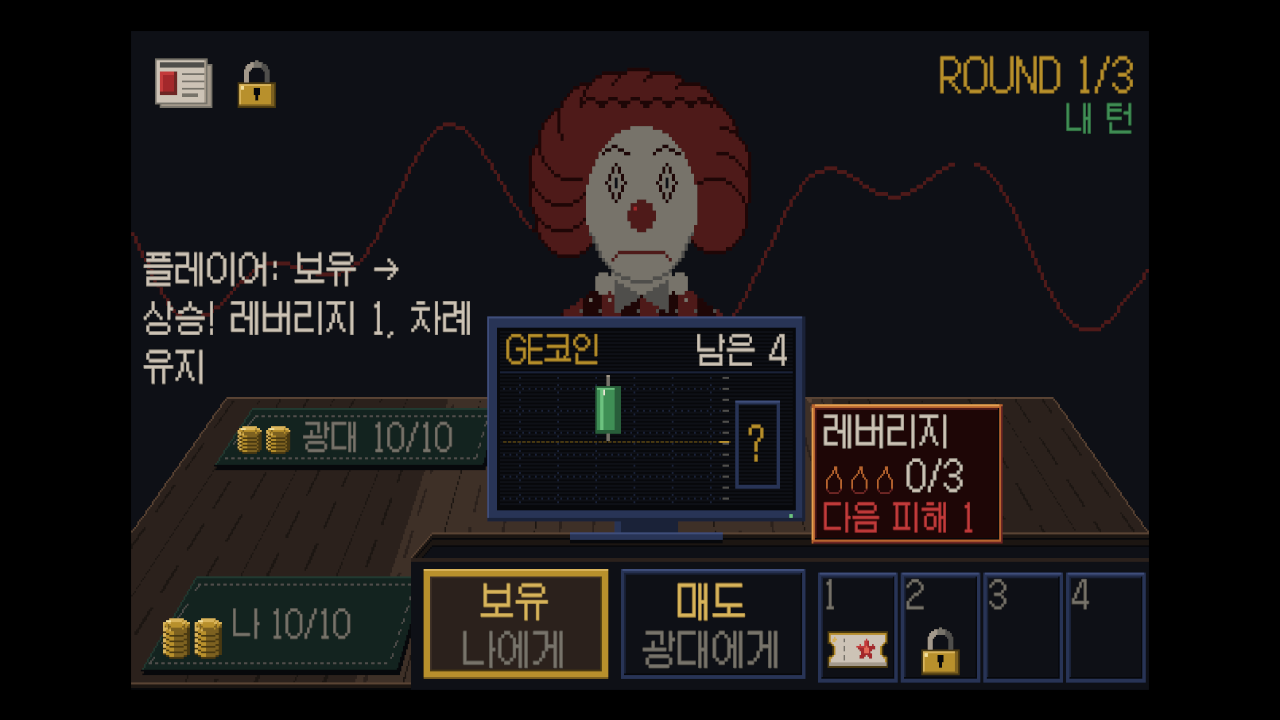 ROUND 1/3
내 턴
플레이어: 보유 →
상승! 레버리지 1, 차례
유지
GE코인 남은 4
?
광대 10/10
레버리지
0/3
다음 피해 1
나 10/10
보유
나에게
매도
광대에게
1
2
3
4